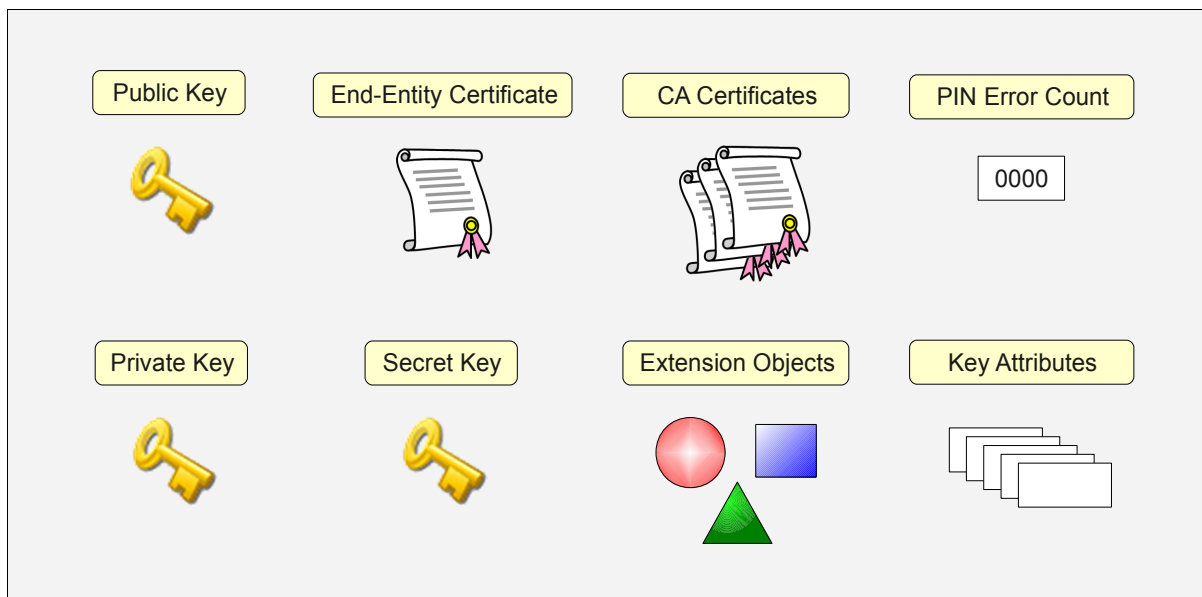 Public Key
End-Entity Certificate
CA Certificates
PIN Error Count
0000
Private Key
Secret Key
Extension Objects
Key Attributes